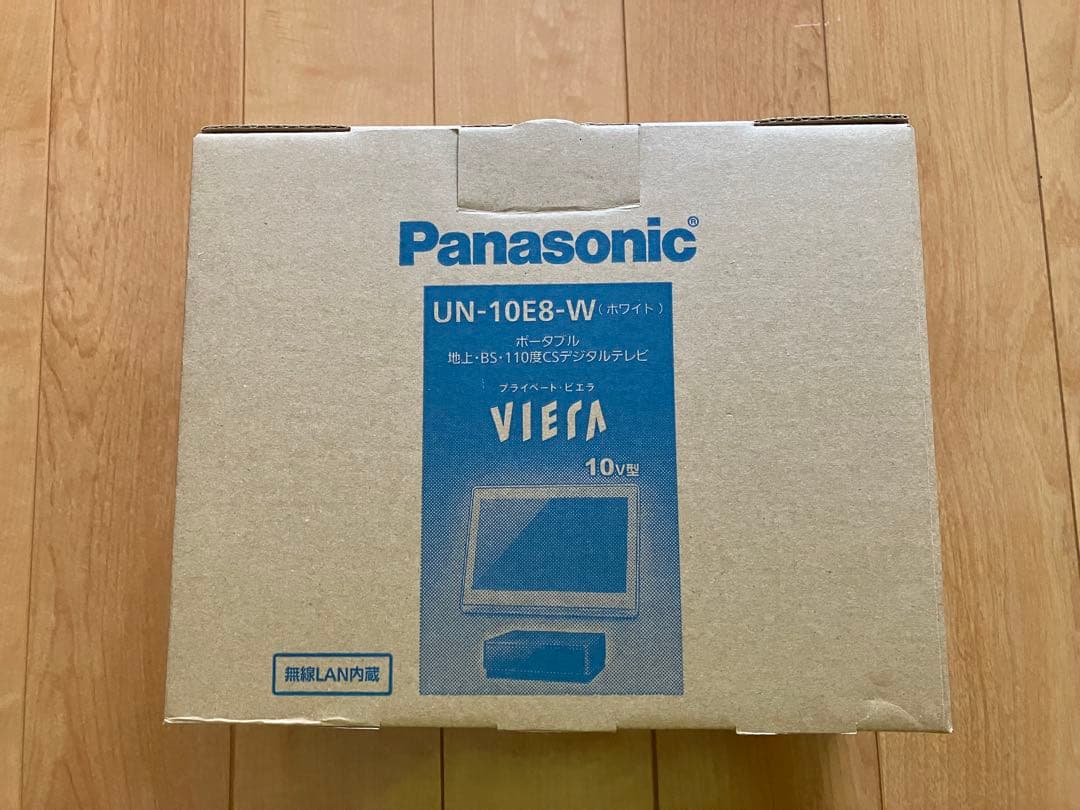 Panasonic®
UN-10E8-W（ホワイト）
ポータブル
地上・BS・110度CSデジタルテレビ
プライベート・ビエラ
VIERA
10V型
無線LAN内蔵